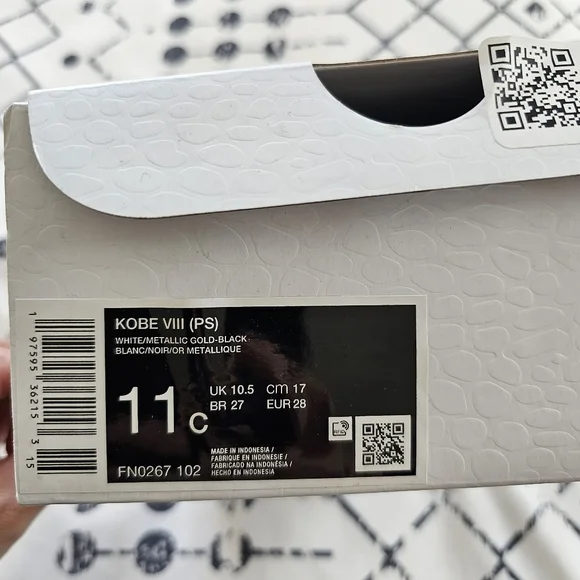 KOBE VIII (PS)
WHITE/METALLIC GOLD-BLACK
BLANC/NOIR/OR METALLIQUE
11C
UK 10.5 cm 17
BR 27 EUR 28
FN0267 102
MADE IN INDONESIA /
FABRIQUE EN INDONESIE /
FABRICADO NA INDONÉSIA /
HECHO EN INDONESIA
1 97595 36215 3 15